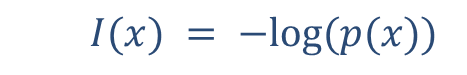 I(x) = −log(p(x))